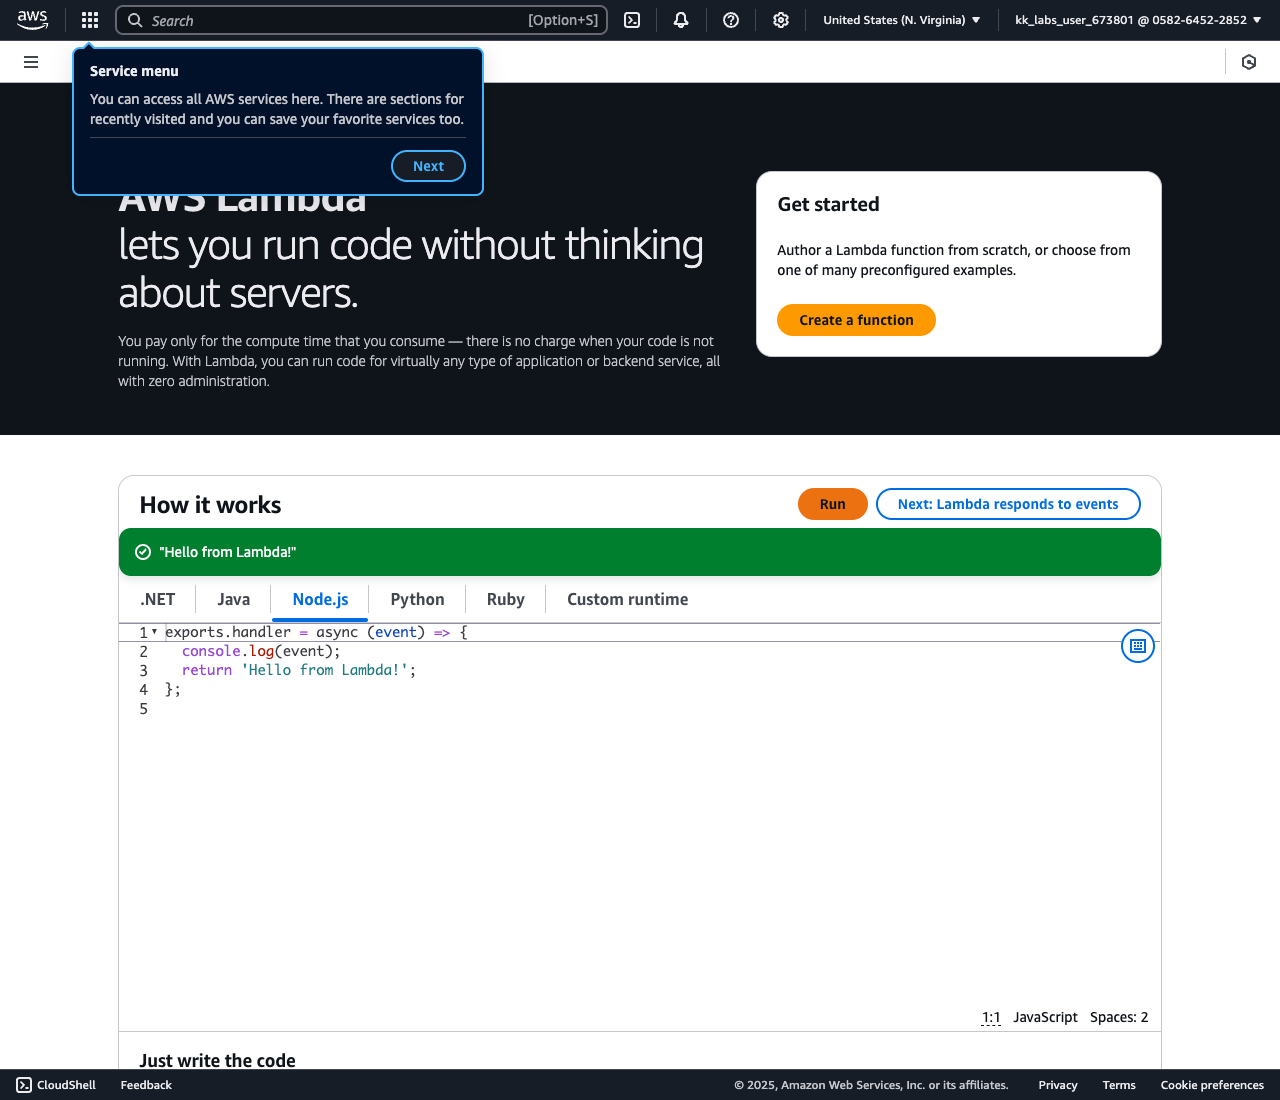 aws
Search
[Option+S]
United States (N. Virginia)
kk_labs_user_673801 @ 0582-6452-2852
Service menu
You can access all AWS services here. There are sections for
recently visited and you can save your favorite services too.
Next
AWS Lambda
lets you run code without thinking
about servers.
You pay only for the compute time that you consume — there is no charge when your code is not
running. With Lambda, you can run code for virtually any type of application or backend service, all
with zero administration.
Get started
Author a Lambda function from scratch, or choose from
one of many preconfigured examples.
Create a function
How it works
Run
Next: Lambda responds to events
"Hello from Lambda!"
.NET
Java
Node.js
Python
Ruby
Custom runtime
1 exports.handler = async (event) => {
2   console.log(event);
3   return 'Hello from Lambda!';
4 };
5
1:1 JavaScript Spaces: 2
Just write the code
CloudShell
Feedback
© 2025, Amazon Web Services, Inc. or its affiliates.
Privacy
Terms
Cookie preferences